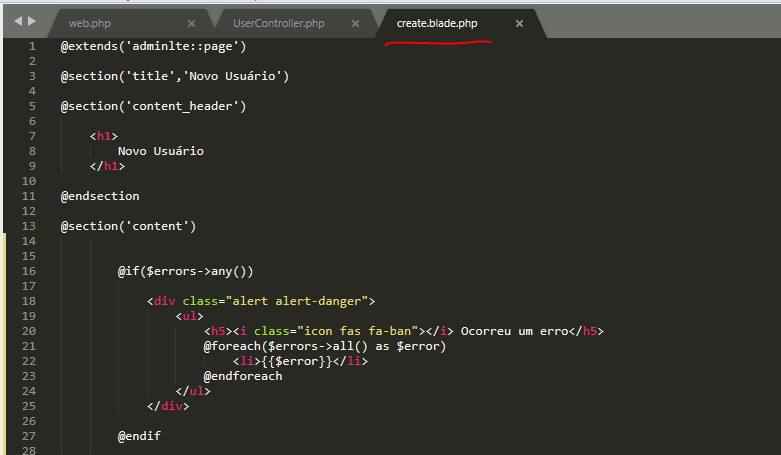 web.php × UserController.php × create.blade.php ×
1 @extends('adminlte::page')
2
3 @section('title','Novo Usuário')
4
5 @section('content_header')
6
7 <h1>
8 Novo Usuário
9 </h1>
10
11 @endsection
12
13 @section('content')
14
15
16 @if($errors->any())
17
18 <div class="alert alert-danger">
19 <ul>
20 <h5><i class="icon fas fa-ban"></i> Ocorreu um erro</h5>
21 @foreach($errors->all() as $error)
22 <li>{{$error}}</li>
23 @endforeach
24 </ul>
25 </div>
26
27 @endif
28